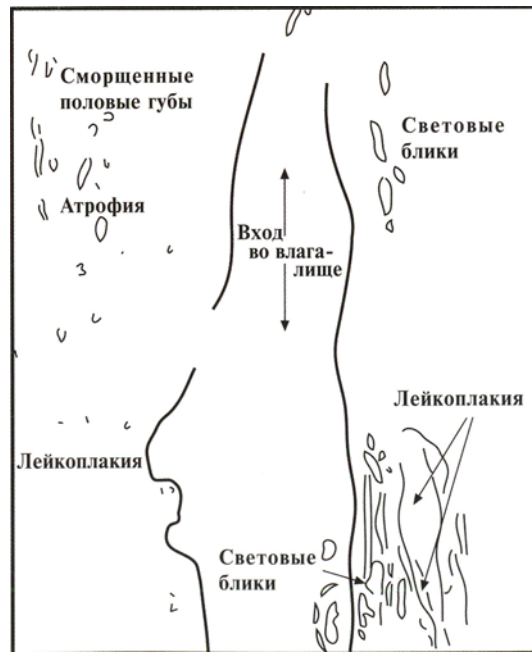 Сморщенные
половые губы
Световые
блики
Атрофия
Вход
во влага-
лище
Лейкоплакия
Лейкоплакия
Световые
блики